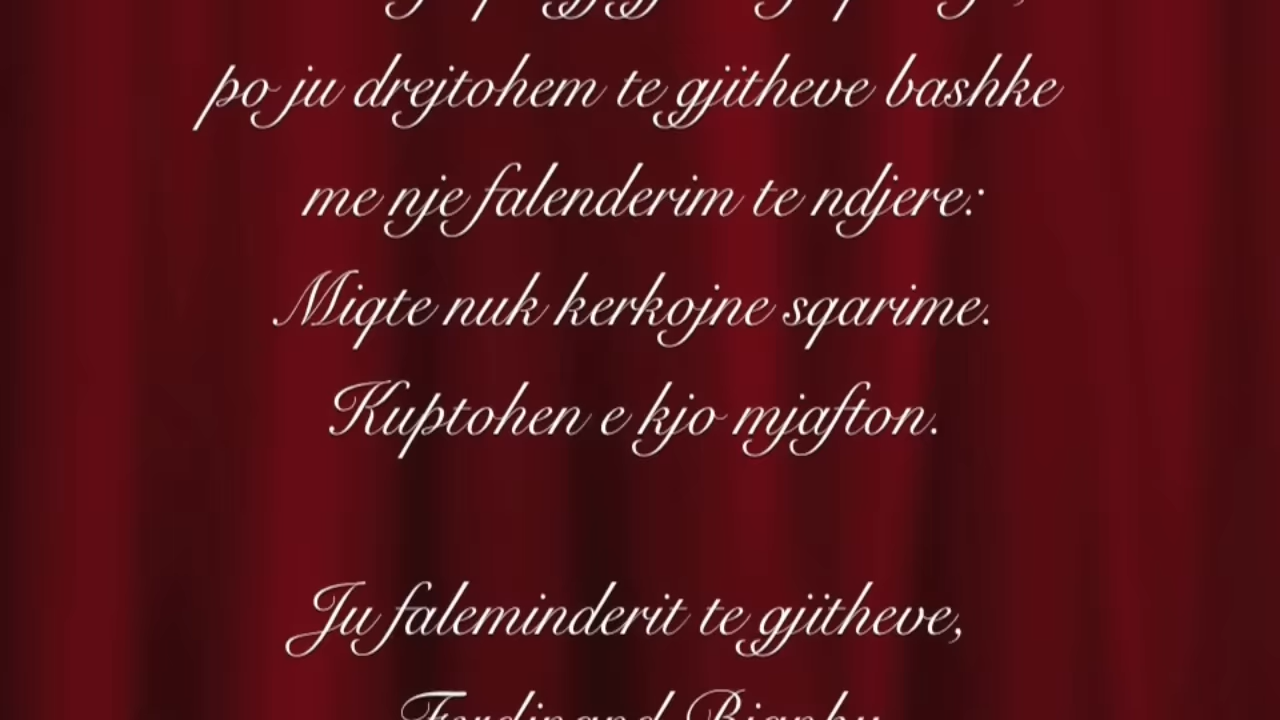 po ju drejtohem te gjitheve bashke
me nje falenderim te ndjere:
Miqte nuk kerkojne sqarime.
Kuptohen e kjo mjafton.
Ju faleminderit te gjitheve,
Ferdinand